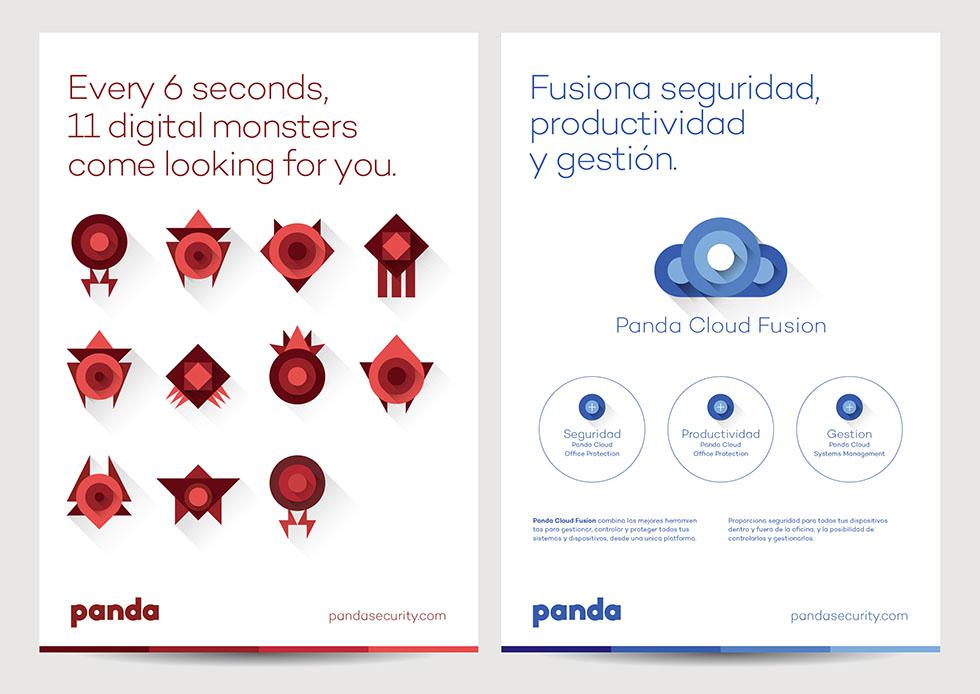 Every 6 seconds,
11 digital monsters
come looking for you.
panda
pandasecurity.com
Fusiona seguridad,
productividad
y gestión.
Panda Cloud Fusion
Seguridad
Panda Cloud
Office Protection
Productividad
Panda Cloud
Office Protection
Gestion
Panda Cloud
Systems Management
Panda Cloud Fusion combina las mejores herramien
tas para gestionar, controlar y proteger todos tus
sistemas y dispositivos, desde una unica plataforma.
Proporciona seguridad para todos tus dispositivos
dentro y fuera de la oficina, y la posibilidad de
controlarlos y gestionarlos.
panda
pandasecurity.com